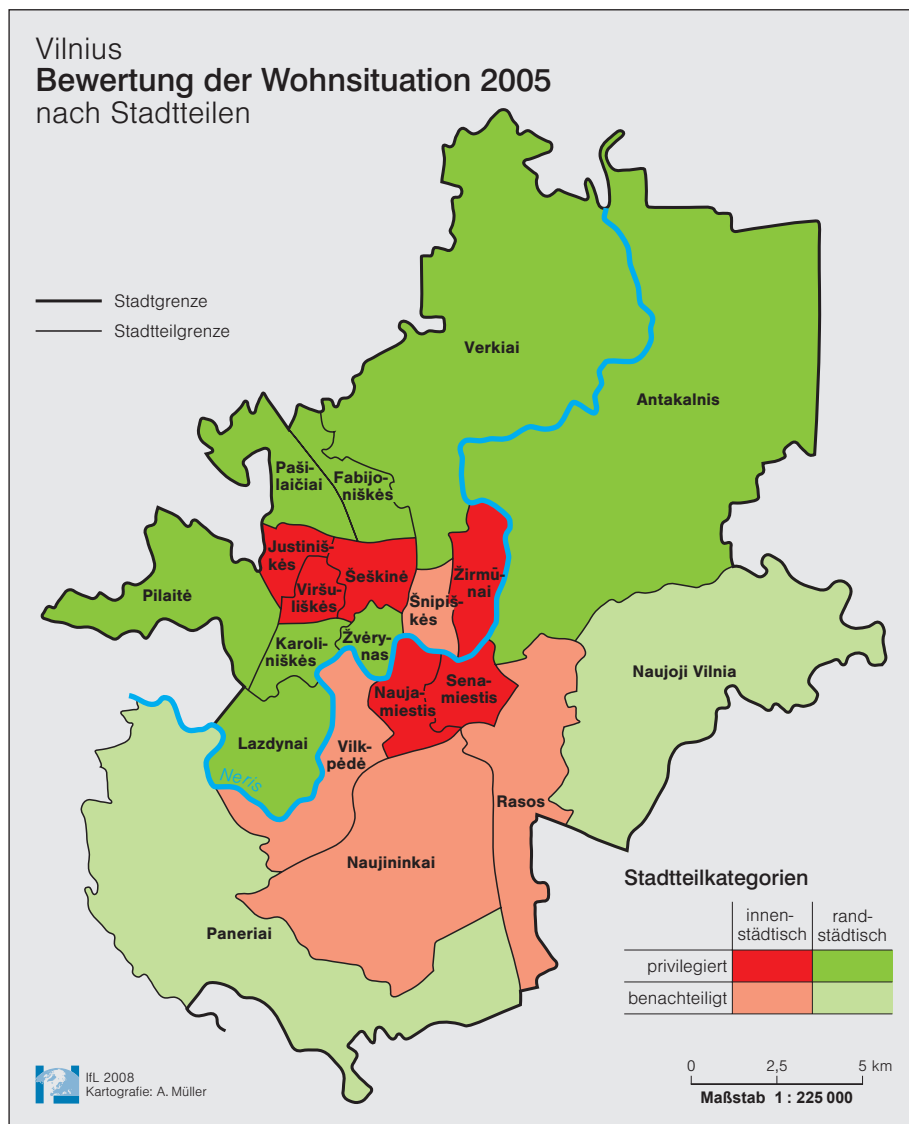 Vilnius
Bewertung der Wohnsituation 2005
nach Stadtteilen
Stadtgrenze
Stadtteilgrenze
Verkiai
Antakalnis
Paši-
laičiai
Fabijo-
niškės
Justiniš-
kės
Viršu-
liškės
Šeškinė
Žirmū-
nai
Šnipiš-
kės
Pilaitė
Karoli-
niškės
Žvėry-
nas
Nauja-
miestis
Sena-
miestis
Naujoji Vilnia
Lazdynai
Vilk-
pėdė
Neris
Rasos
Naujininkai
Paneriai
Stadtteilkategorien
innen-
städtisch
rand-
städtisch
privilegiert
benachteiligt
IfL 2008
Kartografie: A. Müller
0 2,5 5 km
Maßstab 1 : 225 000